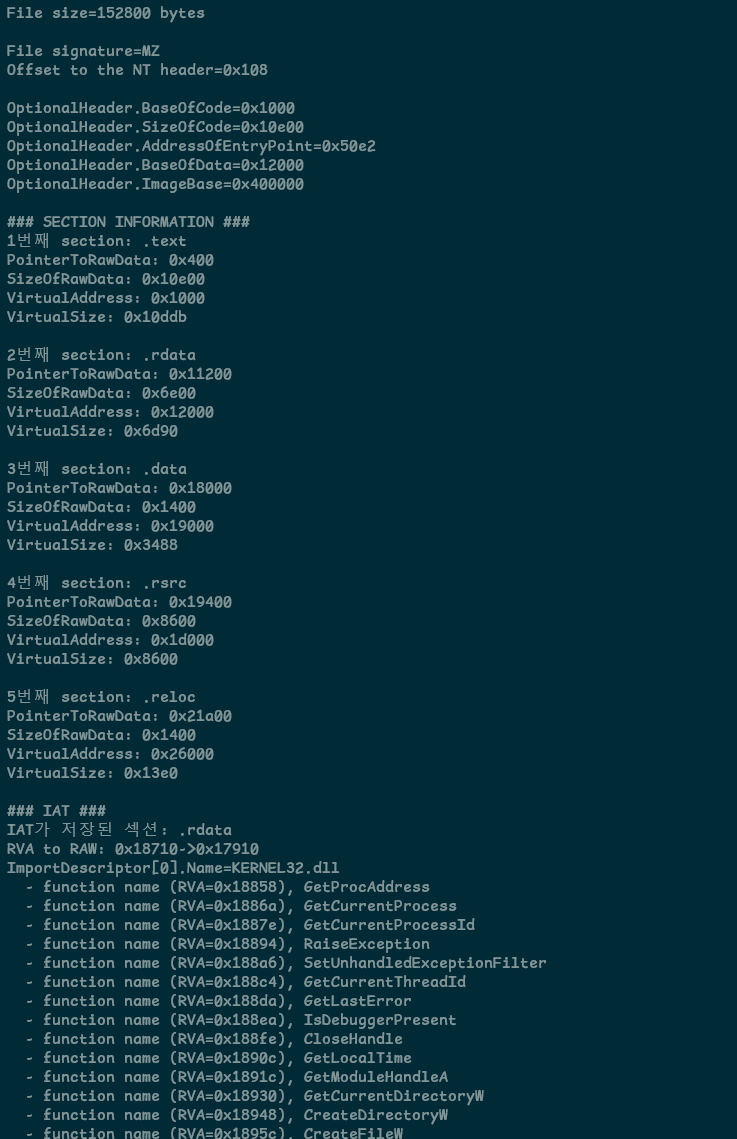 File size=152800 bytes
File signature=MZ
Offset to the NT header=0x108
OptionalHeader.BaseOfCode=0x1000
OptionalHeader.SizeOfCode=0x10e00
OptionalHeader.AddressOfEntryPoint=0x50e2
OptionalHeader.BaseOfData=0x12000
OptionalHeader.ImageBase=0x400000
### SECTION INFORMATION ###
1번째 section: .text
PointerToRawData: 0x400
SizeOfRawData: 0x10e00
VirtualAddress: 0x1000
VirtualSize: 0x10ddb
2번째 section: .rdata
PointerToRawData: 0x11200
SizeOfRawData: 0x6e00
VirtualAddress: 0x12000
VirtualSize: 0x6d90
3번째 section: .data
PointerToRawData: 0x18000
SizeOfRawData: 0x1400
VirtualAddress: 0x19000
VirtualSize: 0x3488
4번째 section: .rsrc
PointerToRawData: 0x19400
SizeOfRawData: 0x8600
VirtualAddress: 0x1d000
VirtualSize: 0x8600
5번째 section: .reloc
PointerToRawData: 0x21a00
SizeOfRawData: 0x1400
VirtualAddress: 0x26000
VirtualSize: 0x13e0
### IAT ###
IAT가 저장된 섹션: .rdata
RVA to RAW: 0x18710->0x17910
ImportDescriptor[0].Name=KERNEL32.dll
- function name (RVA=0x18858), GetProcAddress
- function name (RVA=0x1886a), GetCurrentProcess
- function name (RVA=0x1887e), GetCurrentProcessId
- function name (RVA=0x18894), RaiseException
- function name (RVA=0x188a6), SetUnhandledExceptionFilter
- function name (RVA=0x188c4), GetCurrentThreadId
- function name (RVA=0x188da), GetLastError
- function name (RVA=0x188ea), IsDebuggerPresent
- function name (RVA=0x188fe), CloseHandle
- function name (RVA=0x1890c), GetLocalTime
- function name (RVA=0x1891c), GetModuleHandleA
- function name (RVA=0x18930), GetCurrentDirectoryW
- function name (RVA=0x18948), CreateDirectoryW
- function name (RVA=0x1895c), CreateFileW